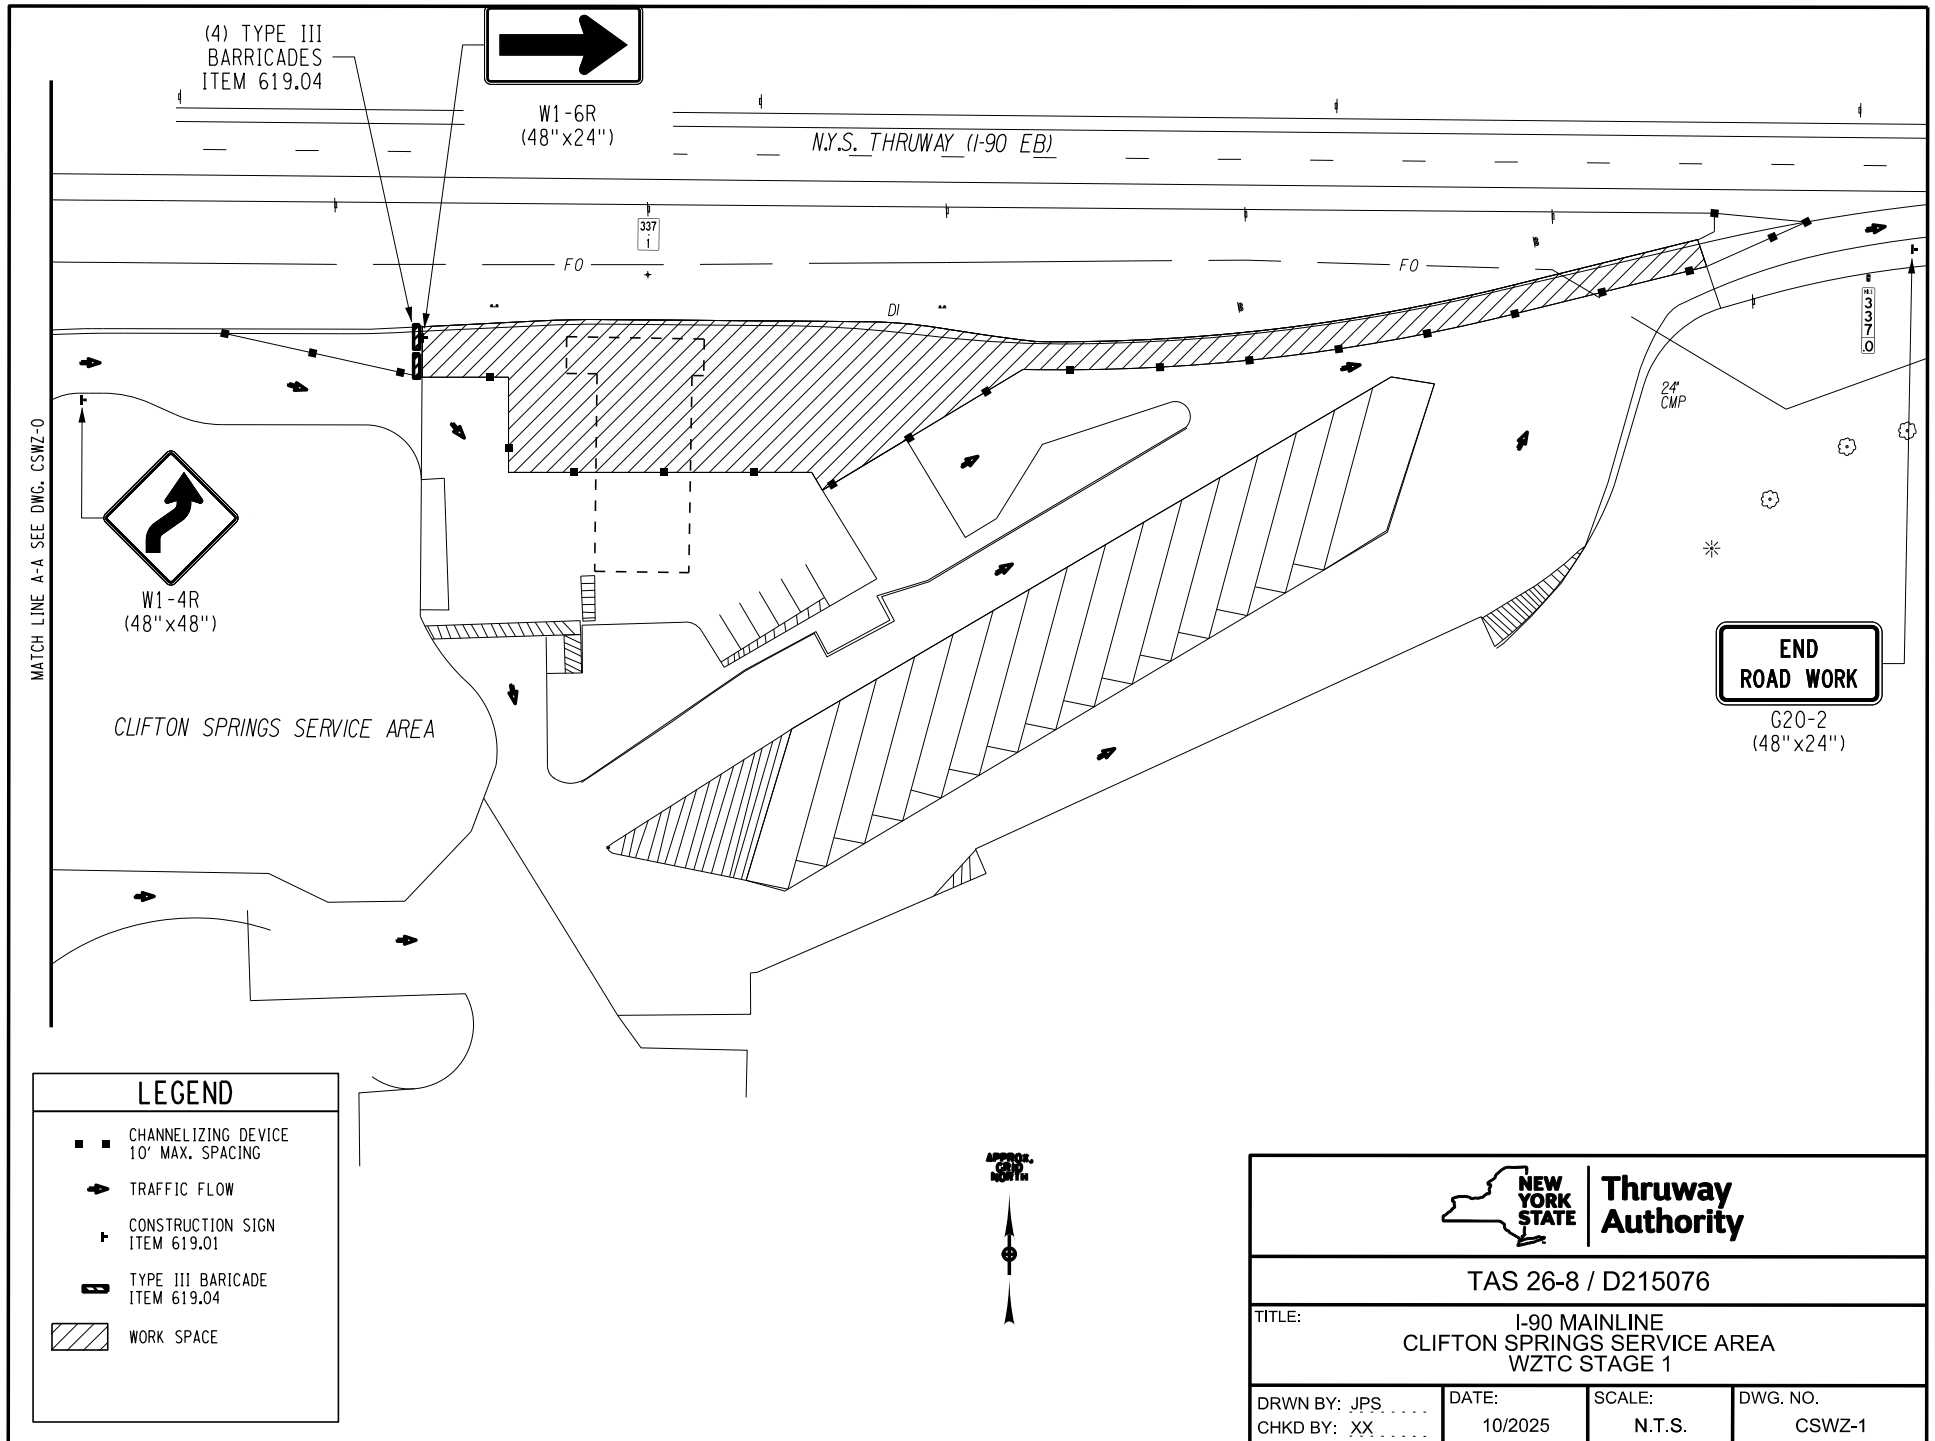 (4) TYPE III
BARRICADES
ITEM 619.04
W1-6R
(48"x24")
N.Y.S. THRUWAY (I-90 EB)
337
1
FO
FO
DI
MATCH LINE A-A SEE DWG. CSWZ-0
W1-4R
(48"x48")
CLIFTON SPRINGS SERVICE AREA
24"
CMP
3
3
7
0
END
ROAD WORK
G20-2
(48"x24")
LEGEND
CHANNELIZING DEVICE
10' MAX. SPACING
TRAFFIC FLOW
CONSTRUCTION SIGN
ITEM 619.01
TYPE III BARICADE
ITEM 619.04
WORK SPACE
APPROX.
GRID
NORTH
NEW
YORK
STATE
Thruway
Authority
TAS 26-8 / D215076
TITLE:
I-90 MAINLINE
CLIFTON SPRINGS SERVICE AREA
WZTC STAGE 1
DRWN BY: JPS
CHKD BY: XX
DATE:
10/2025
SCALE:
N.T.S.
DWG. NO.
CSWZ-1